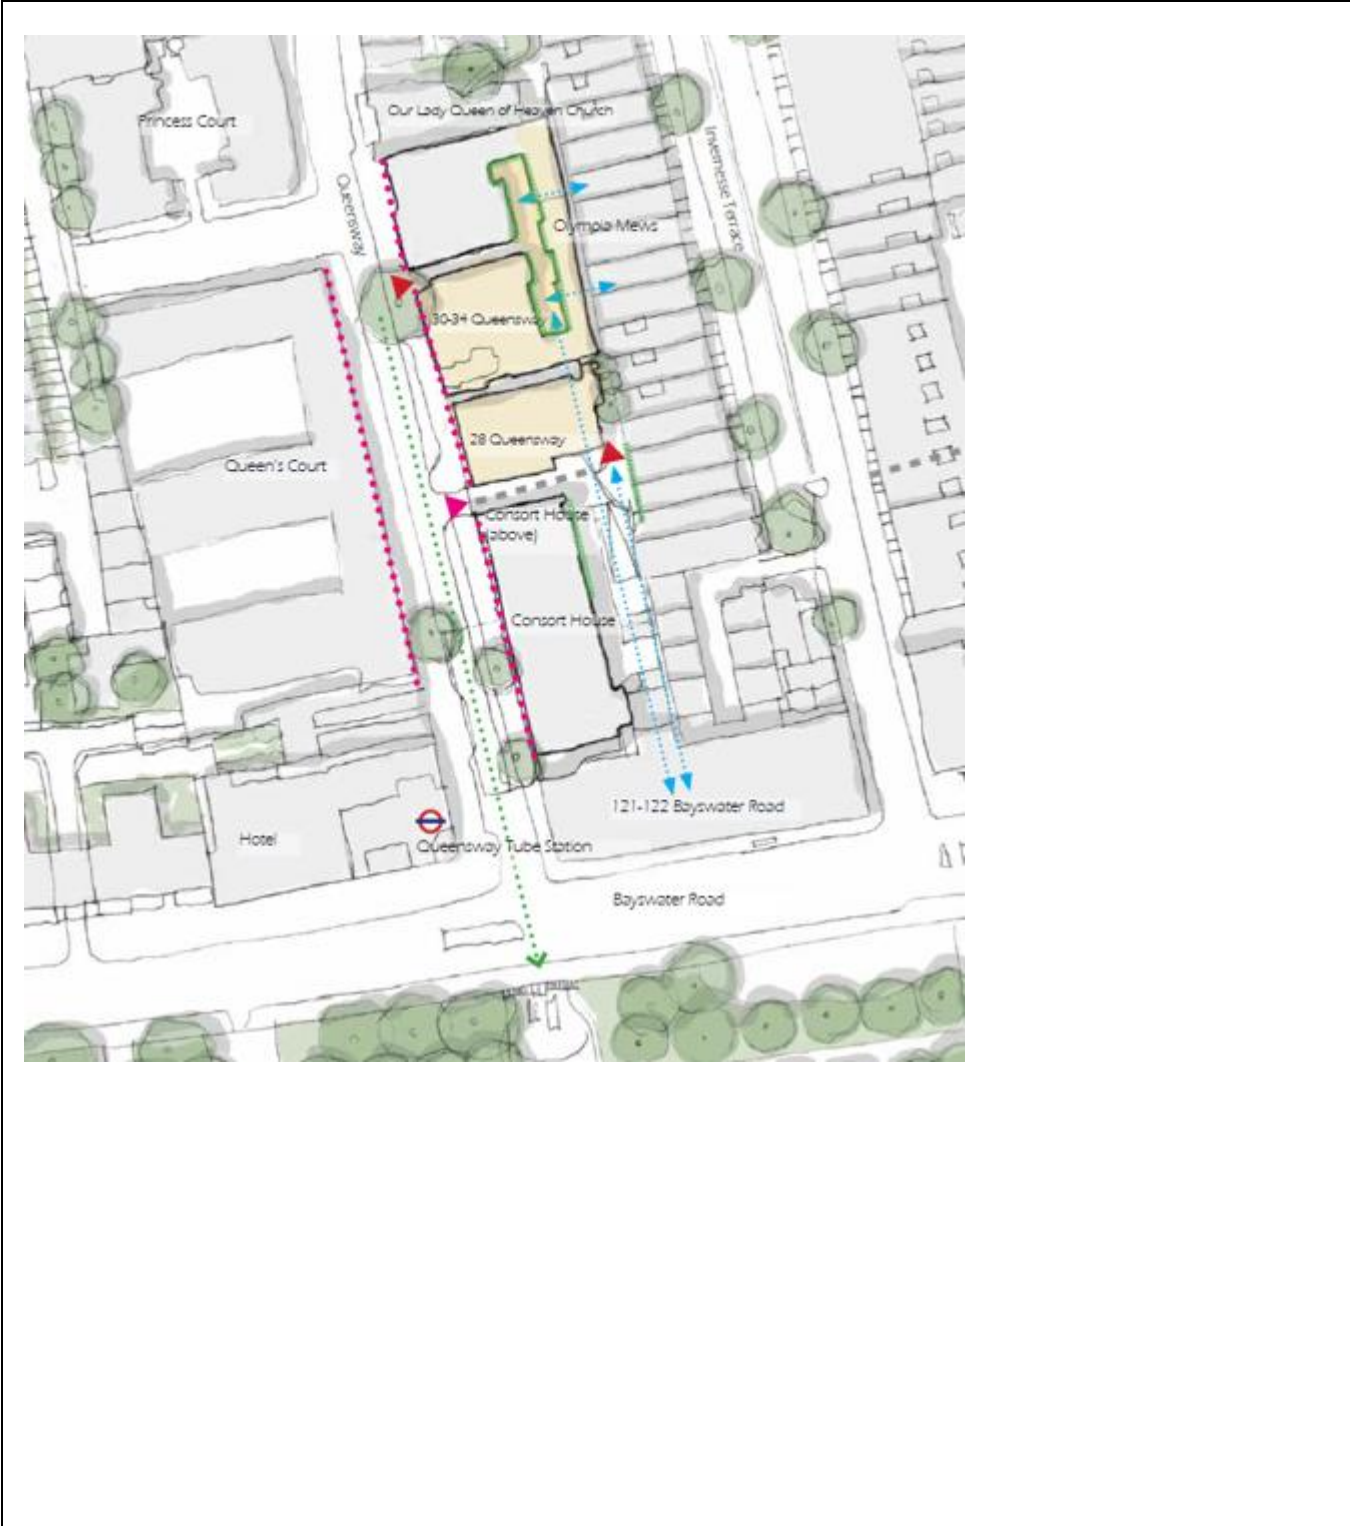 Our Lady Queen of Heaven Church
Princess Court
Invernesse Terrace
Queensway
Olympia Mews
30-34 Queensway
28 Queensway
Queen's Court
Consort House
(above)
Consort House
121-122 Bayswater Road
Hotel
Queensway Tube Station
Bayswater Road